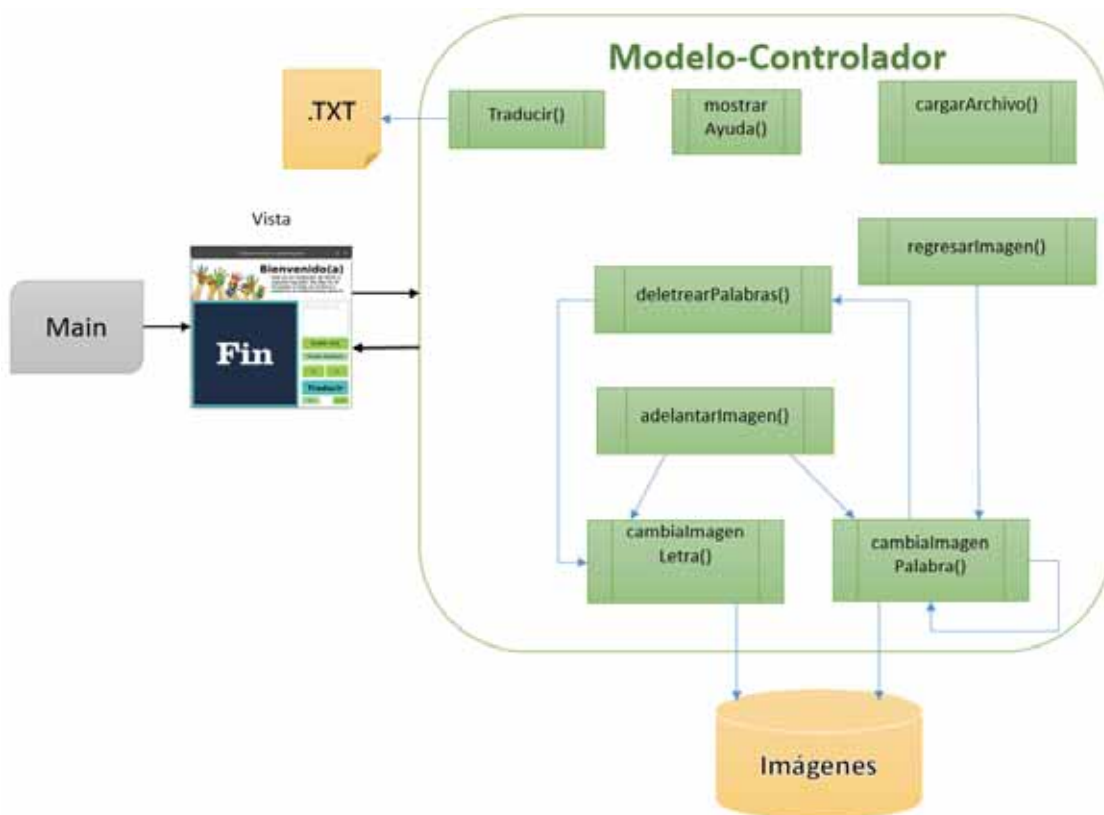 Modelo-Controlador
.TXT
Traducir()
mostrar
Ayuda()
cargarArchivo()
Vista
regresarImagen()
Bienvenido(a)
deletrearPalabras()
Main
Fin
Traducir
adelantarImagen()
cambiaImagen
Letra()
cambiaImagen
Palabra()
Imágenes